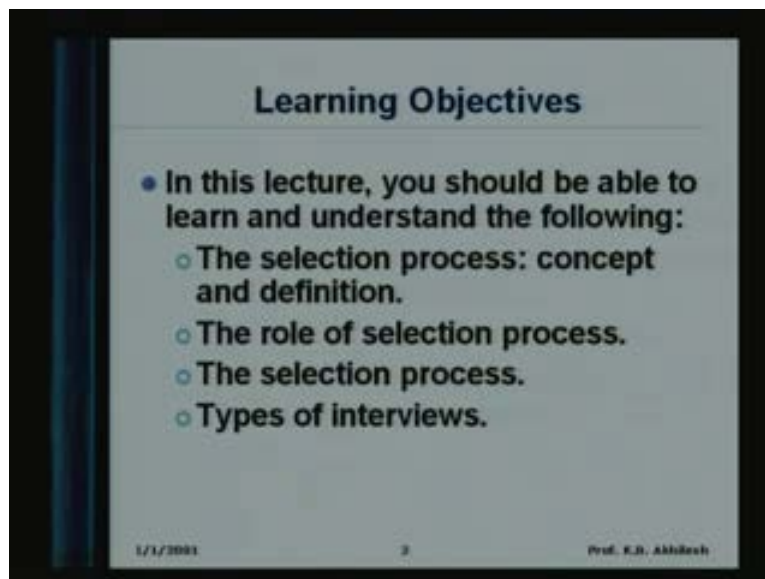 Learning Objectives
In this lecture, you should be able to
learn and understand the following:
The selection process: concept
and definition.
The role of selection process.
The selection process.
Types of interviews.
1/1/2001 2 Prof. K.B. Akhilesh